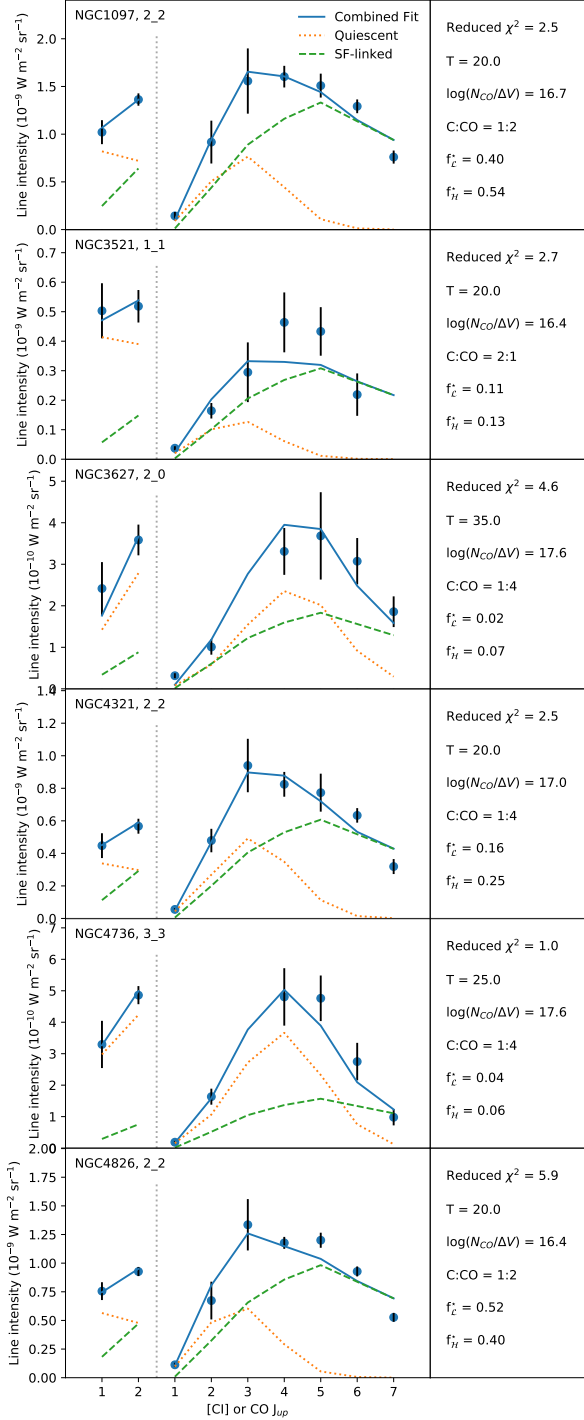 NGC1097, 2_2
Combined Fit
Quiescent
SF-linked
Line intensity (10⁻⁹ W m⁻² sr⁻¹)
2.0
1.5
1.0
0.5
0.0
Reduced χ² = 2.5
T = 20.0
log(N_CO/ΔV) = 16.7
C:CO = 1:2
f*_L = 0.40
f*_H = 0.54
NGC3521, 1_1
Line intensity (10⁻⁹ W m⁻² sr⁻¹)
0.7
0.6
0.5
0.4
0.3
0.2
0.1
0.0
Reduced χ² = 2.7
T = 20.0
log(N_CO/ΔV) = 16.4
C:CO = 2:1
f*_L = 0.11
f*_H = 0.13
NGC3627, 2_0
Line intensity (10⁻¹⁰ W m⁻² sr⁻¹)
5
4
3
2
1
0
Reduced χ² = 4.6
T = 35.0
log(N_CO/ΔV) = 17.6
C:CO = 1:4
f*_L = 0.02
f*_H = 0.07
NGC4321, 2_2
Line intensity (10⁻⁹ W m⁻² sr⁻¹)
1.4
1.2
1.0
0.8
0.6
0.4
0.2
0.0
Reduced χ² = 2.5
T = 20.0
log(N_CO/ΔV) = 17.0
C:CO = 1:4
f*_L = 0.16
f*_H = 0.25
NGC4736, 3_3
Line intensity (10⁻¹⁰ W m⁻² sr⁻¹)
7
6
5
4
3
2
1
0
Reduced χ² = 1.0
T = 25.0
log(N_CO/ΔV) = 17.6
C:CO = 1:4
f*_L = 0.04
f*_H = 0.06
NGC4826, 2_2
Line intensity (10⁻⁹ W m⁻² sr⁻¹)
2.00
1.75
1.50
1.25
1.00
0.75
0.50
0.25
0.00
Reduced χ² = 5.9
T = 20.0
log(N_CO/ΔV) = 16.4
C:CO = 1:2
f*_L = 0.52
f*_H = 0.40
1 2 1 2 3 4 5 6 7
[CI] or CO J_up